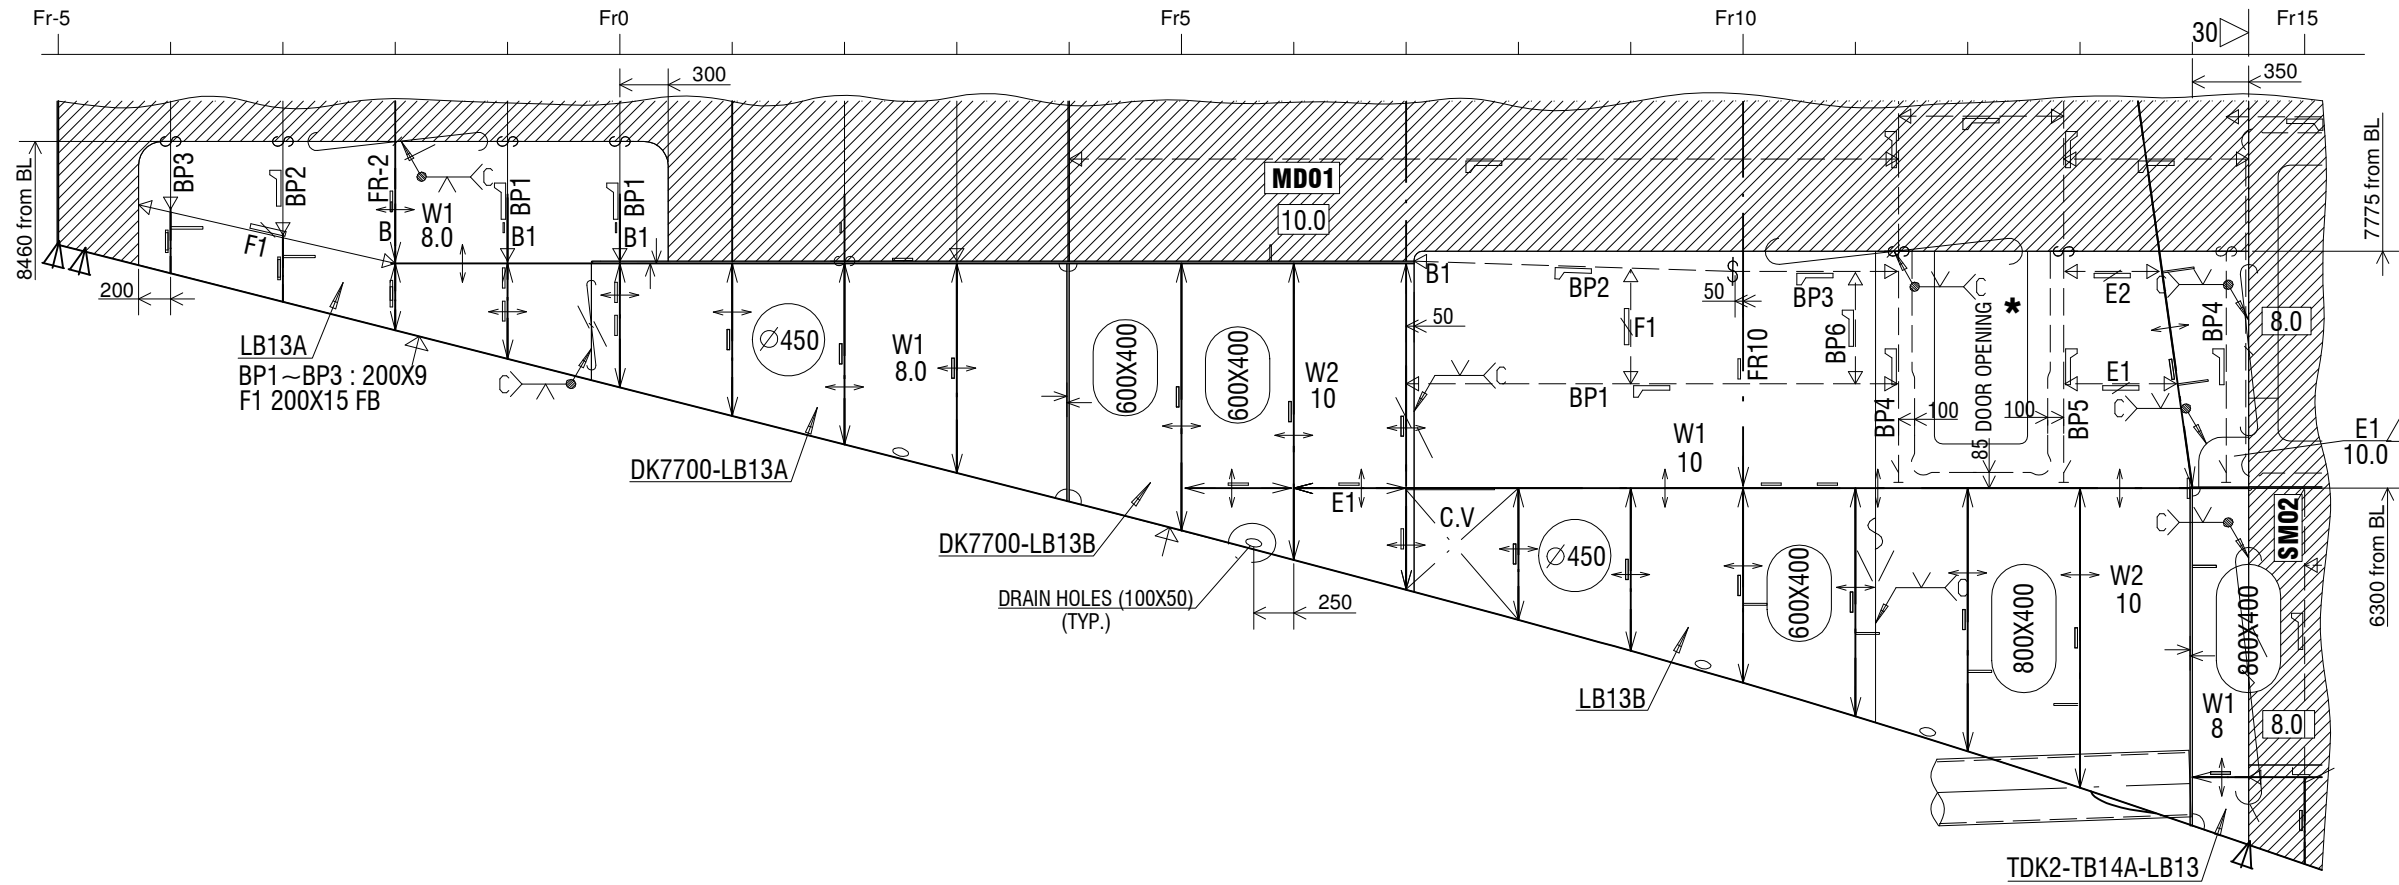 Fr-5
Fr0
Fr5
Fr10
30
Fr15
300
350
8460 from BL
7775 from BL
BP3
BP2
FR-2
BP1
BP1
MD01
10.0
W1
8.0
F1
B
B1
B1
200
LB13A
BP1~BP3 : 200X9
F1 200X15 FB
C
C
Ø450
W1
8.0
600X400
600X400
W2
10
B1
50
BP2
50
BP3
F1
BP6
FR10
BP1
C
C
85 DOOR OPENING *
E2
BP4
8.0
E1
BP4
100
100
BP5
C
C
W1
10
E1
10.0
DK7700-LB13A
DK7700-LB13B
E1
C.V
Ø450
600X400
C
800X400
W2
10
C
SM02
6300 from BL
800X400
DRAIN HOLES (100X50)
(TYP.)
250
LB13B
W1
8
8.0
TDK2-TB14A-LB13